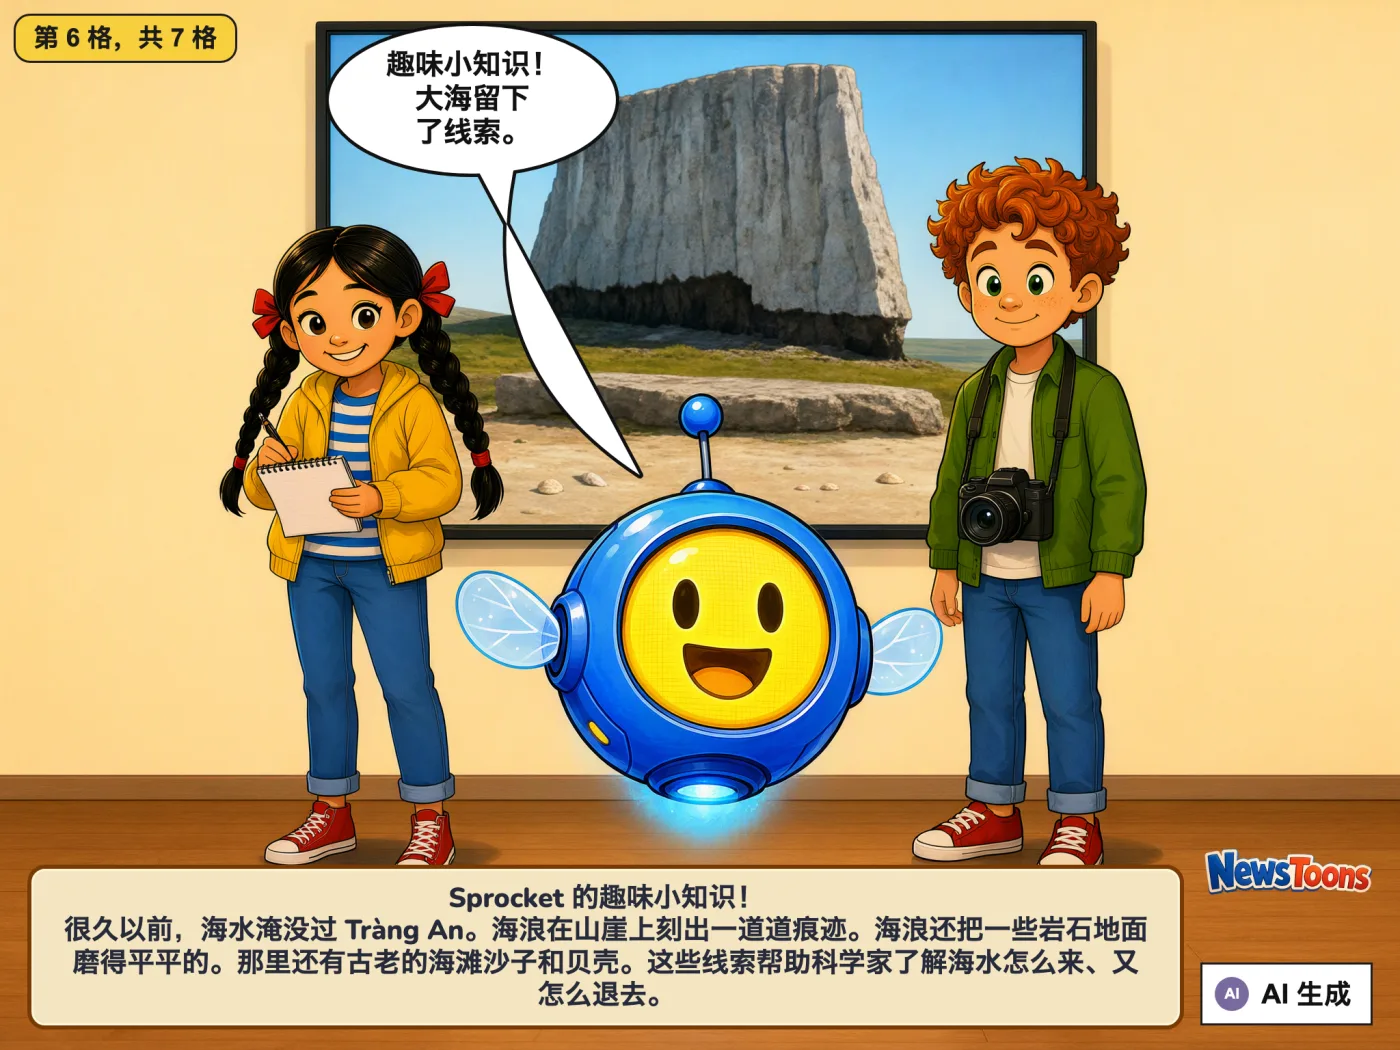 第 6 格，共 7 格
趣味小知识！
大海留下
了线索。
Sprocket 的趣味小知识！
很久以前，海水淹没过 Tràng An。海浪在山崖上刻出一道道痕迹。海浪还把一些岩石地面
磨得平平的。那里还有古老的海滩沙子和贝壳。这些线索帮助科学家了解海水怎么来、又
怎么退去。
NewsToons
AI AI 生成